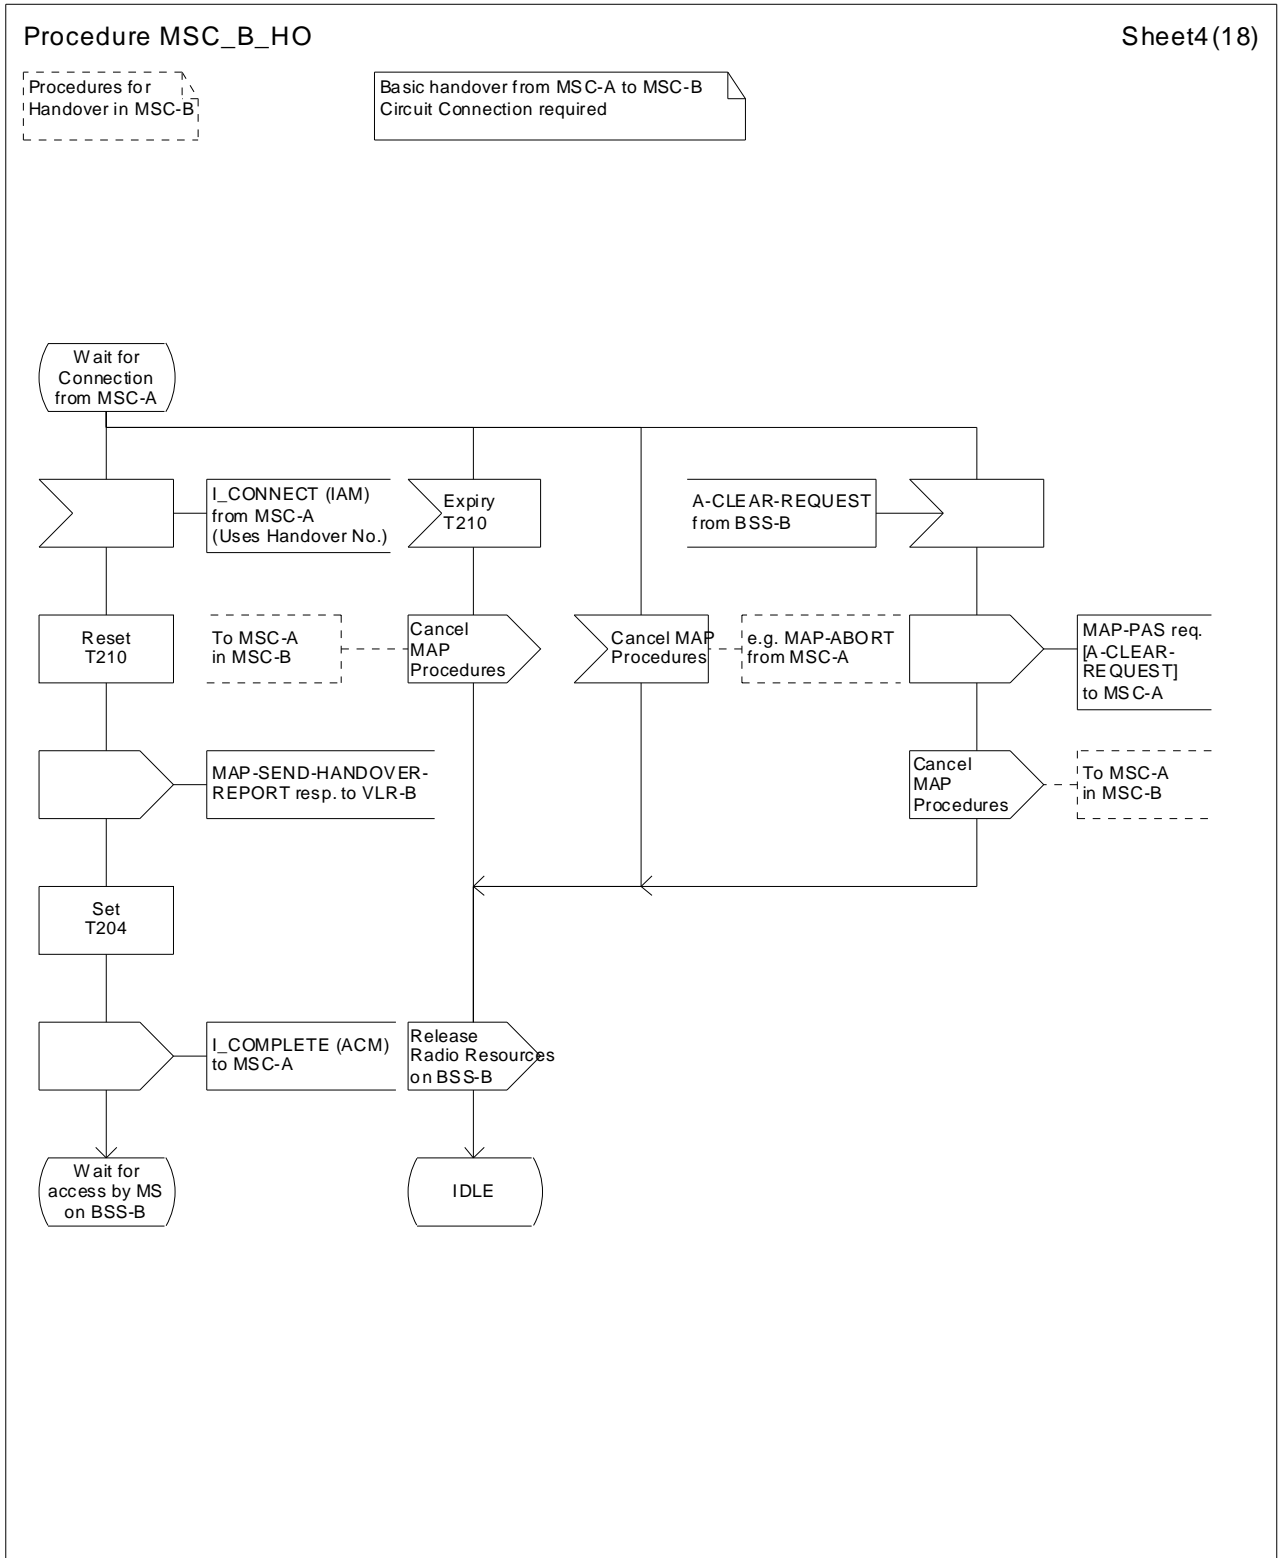 Procedure MSC_B_HO
Sheet4(18)
Procedures for
Handover in MSC-B
Basic handover from MSC-A to MSC-B
Circuit Connection required
Wait for
Connection
from MSC-A
I_CONNECT (IAM)
from MSC-A
(Uses Handover No.)
Expiry
T210
A-CLEAR-REQUEST
from BSS-B
Reset
T210
To MSC-A
in MSC-B
Cancel
MAP
Procedures
Cancel MAP
Procedures
e.g. MAP-ABORT
from MSC-A
MAP-PAS req.
[A-CLEAR-
REQUEST]
to MSC-A
MAP-SEND-HANDOVER-
REPORT resp. to VLR-B
Cancel
MAP
Procedures
To MSC-A
in MSC-B
Set
T204
I_COMPLETE (ACM)
to MSC-A
Release
Radio Resources
on BSS-B
Wait for
access by MS
on BSS-B
IDLE